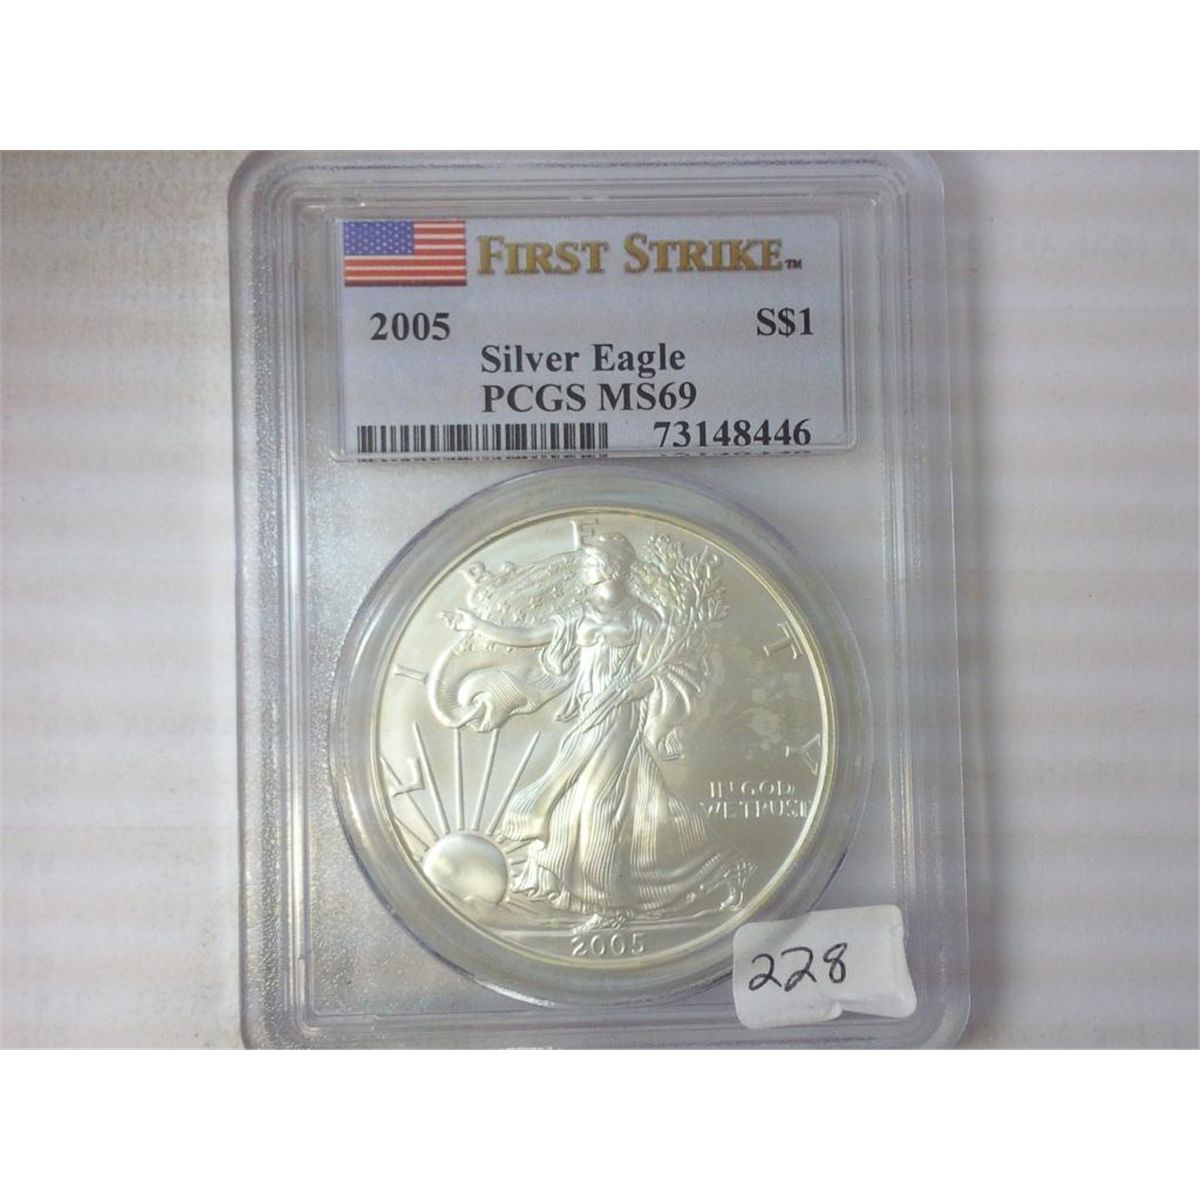 FIRST STRIKE™
2005 S$1
Silver Eagle
PCGS MS69
73148446
LIBERTY
IN GOD
WE TRUST
2005
228